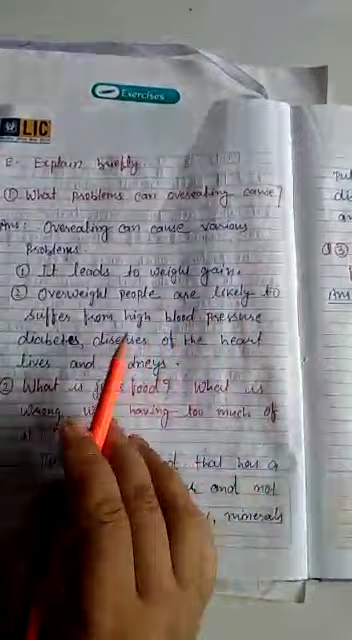 Exercises
LIC
E. Explain briefly.
① What problems can overeating cause?
Ans: Overeating can cause various
Problems.
① It leads to weight gain.
② Overweight people are likely to
suffer from high blood pressure
diabetes, diseases of the heart
lives and
② What is food? What is
wrong having too much of
that has a
and not
, minerals
③
Ans